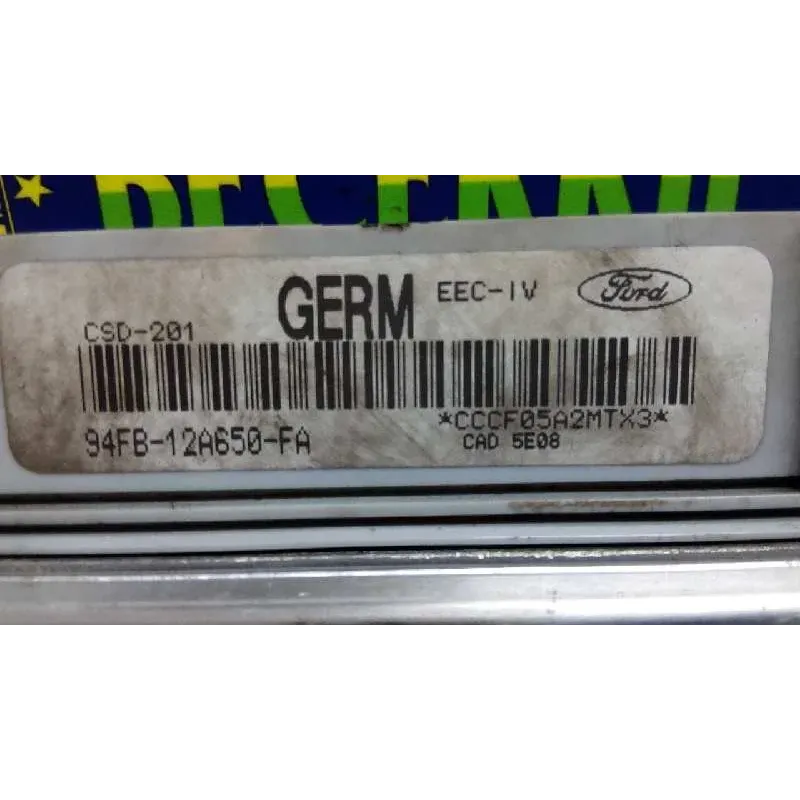 GERM EEC-IV Ford
CSD-201
94FB-12A650-FA *CCCF05A2MTX3*
CAD 5E08